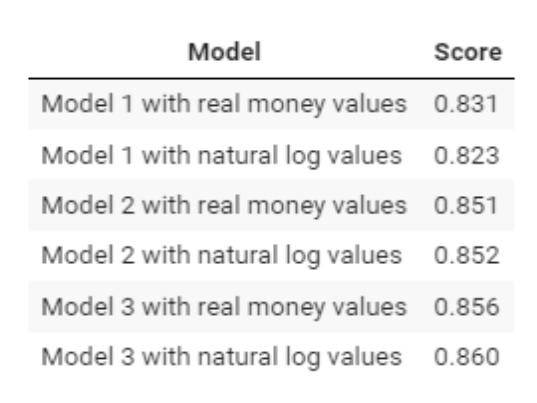 Model Score
Model 1 with real money values 0.831
Model 1 with natural log values 0.823
Model 2 with real money values 0.851
Model 2 with natural log values 0.852
Model 3 with real money values 0.856
Model 3 with natural log values 0.860